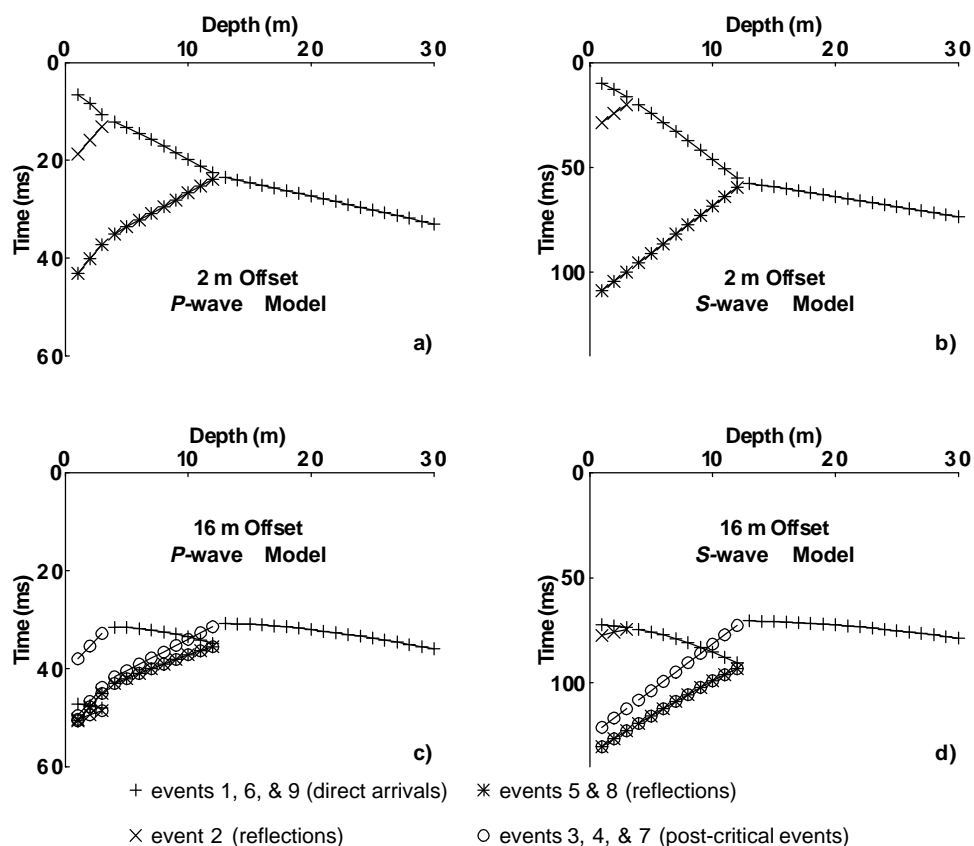 Depth (m)
0 10 20 30
0
20
40
60
Time (ms)
2 m Offset
P-wave Model
a)
Depth (m)
0 10 20 30
0
50
100
Time (ms)
2 m Offset
S-wave Model
b)
Depth (m)
0 10 20 30
0
20
40
60
Time (ms)
16 m Offset
P-wave Model
c)
Depth (m)
0 10 20 30
0
50
100
Time (ms)
16 m Offset
S-wave Model
d)
events 1, 6, & 9 (direct arrivals)
events 5 & 8 (reflections)
event 2 (reflections)
events 3, 4, & 7 (post-critical events)